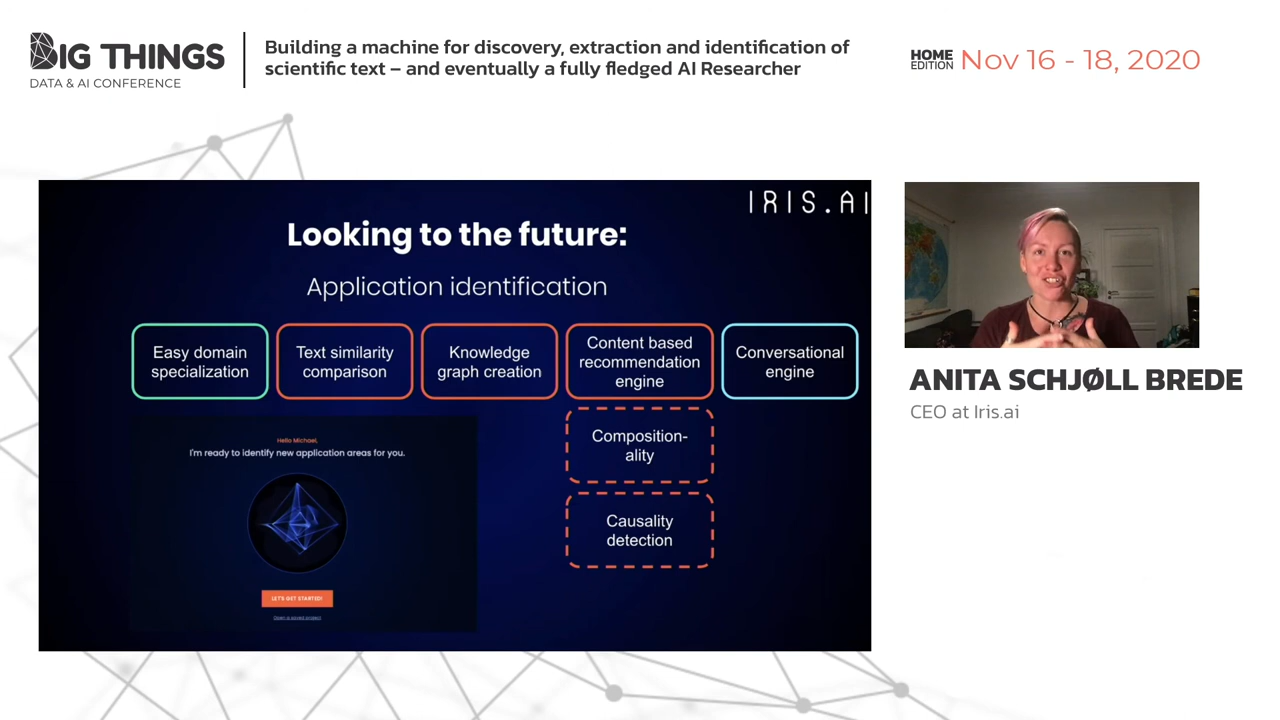 BIG THINGS
DATA & AI CONFERENCE
Building a machine for discovery, extraction and identification of
scientific text – and eventually a fully fledged AI Researcher
HOME
EDITION
Nov 16 - 18, 2020
IRIS.AI
Looking to the future:
Application identification
Easy domain
specialization
Text similarity
comparison
Knowledge
graph creation
Content based
recommendation
engine
Conversational
engine
Composition-
ality
Causality
detection
Hello Michael,
I'm ready to identify new application areas for you.
LET'S GET STARTED!
Open a saved project
ANITA SCHJØLL BREDE
CEO at Iris.ai